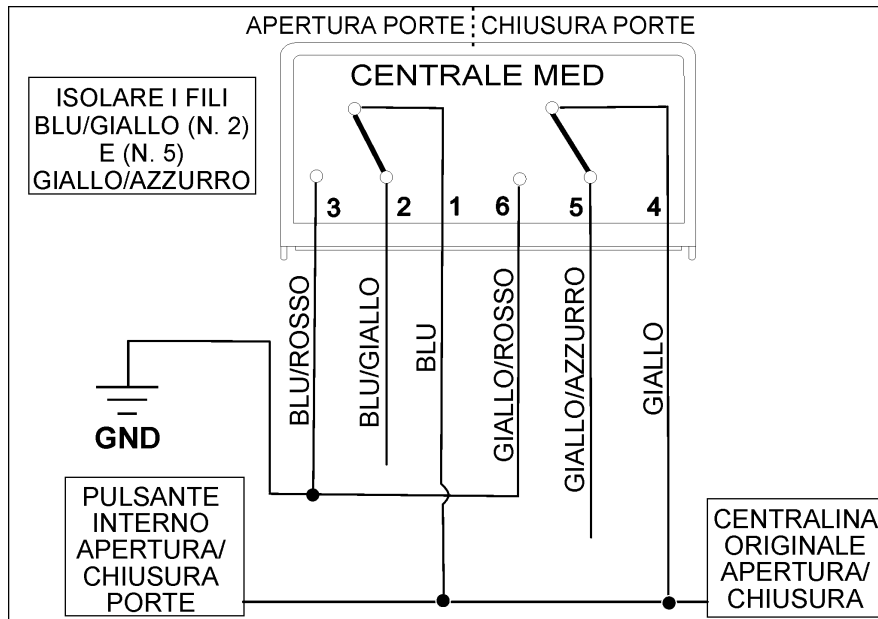 APERTURA PORTE CHIUSURA PORTE
CENTRALE MED
ISOLARE I FILI
BLU/GIALLO (N. 2)
E (N. 5)
GIALLO/AZZURRO
3 2 1 6 5 4
BLU/ROSSO
BLU/GIALLO
BLU
GIALLO/ROSSO
GIALLO/AZZURRO
GIALLO
GND
PULSANTE
INTERNO
APERTURA/
CHIUSURA
PORTE
CENTRALINA
ORIGINALE
APERTURA/
CHIUSURA